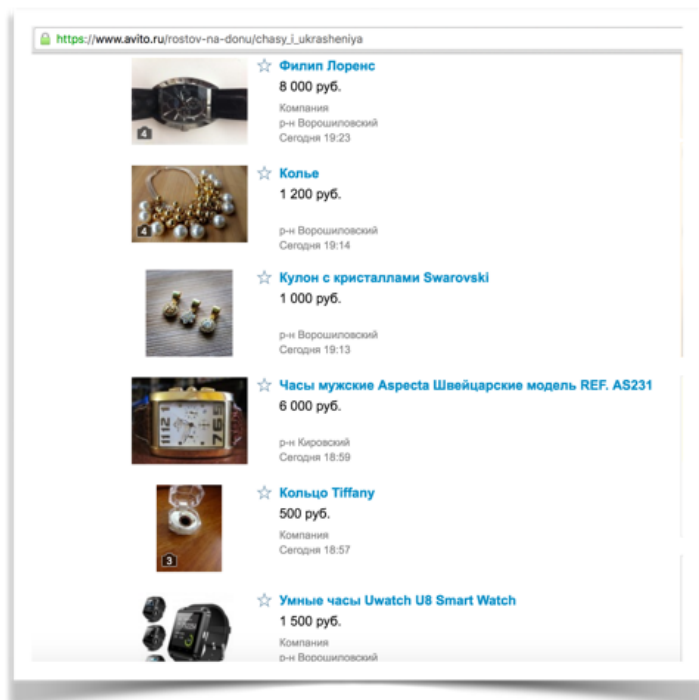 https://www.avito.ru/rostov-na-donu/chasy_i_ukrasheniya
Филип Лоренс
8 000 руб.
Компания
р-н Ворошиловский
Сегодня 19:23
4
Колье
1 200 руб.
р-н Ворошиловский
Сегодня 19:14
4
Кулон с кристаллами Swarovski
1 000 руб.
р-н Ворошиловский
Сегодня 19:13
Часы мужские Aspecta Швейцарские модель REF. AS231
6 000 руб.
р-н Кировский
Сегодня 18:59
Кольцо Tiffany
500 руб.
Компания
Сегодня 18:57
3
Умные часы Uwatch U8 Smart Watch
1 500 руб.
Компания
р-н Ворошиловский